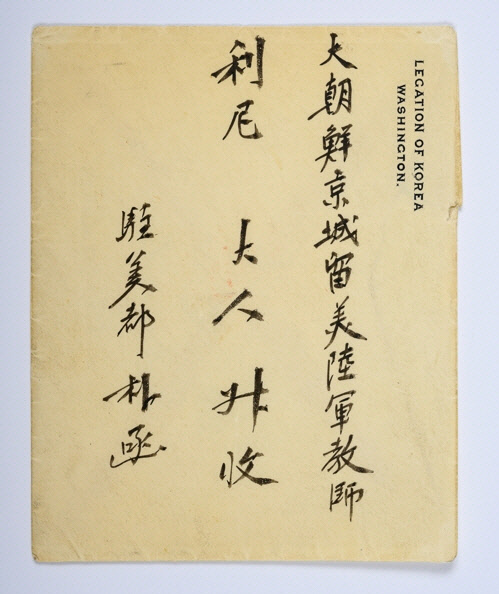 LEGATION OF KOREA
WASHINGTON.
大朝鮮京城留美陸軍教師
利尼 大人 升收
駐美都 朴函